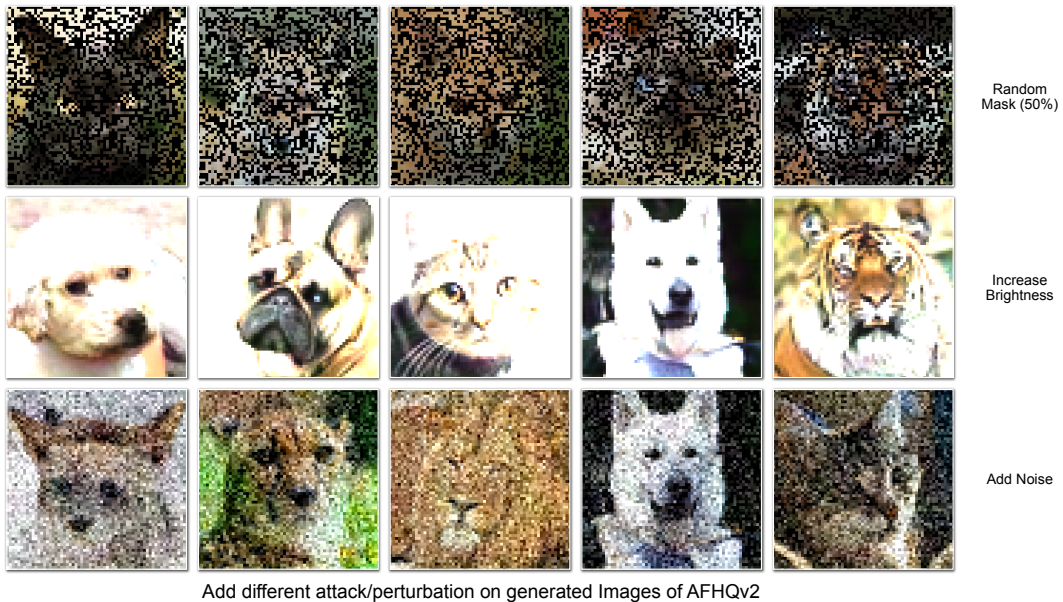 Random
Mask (50%)
Increase
Brightness
Add Noise
Add different attack/perturbation on generated Images of AFHQv2